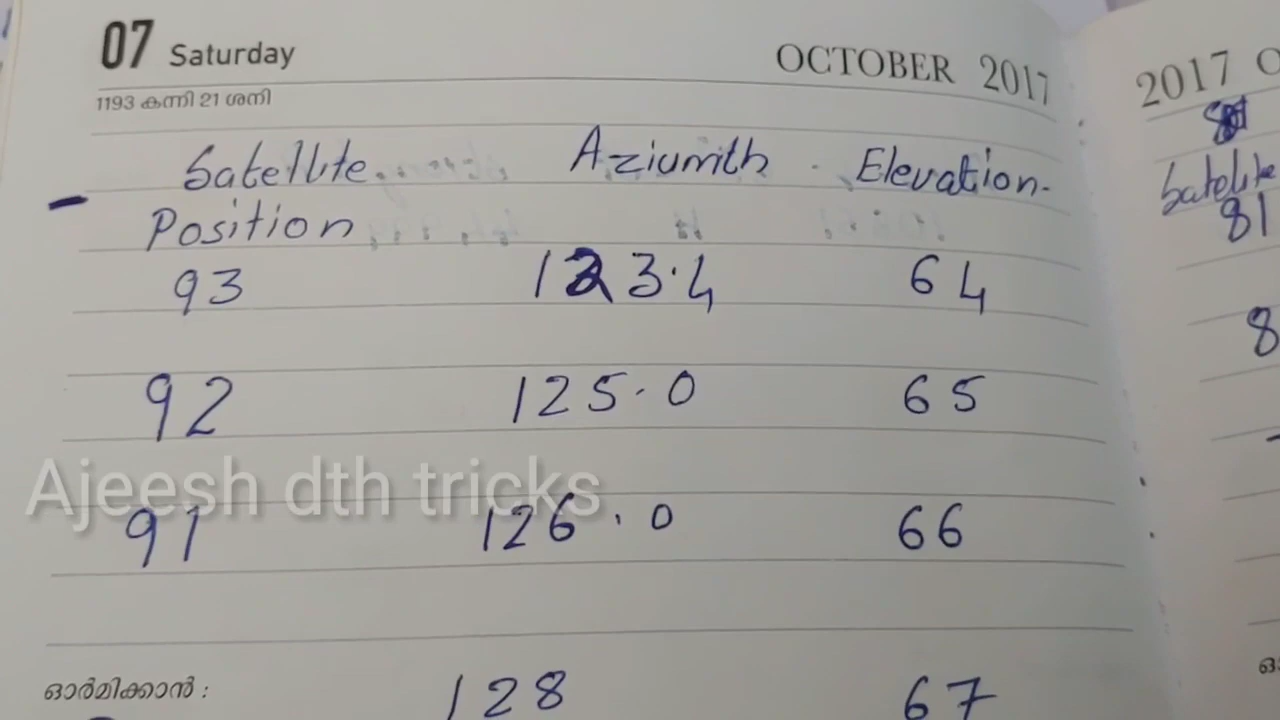 07 Saturday OCTOBER 2017
1193 കന്നി 21 ശനി
Satellite Aziumith Elevation
Position
93 123.4 64
92 125.0 65
Ajeesh dth tricks
91 126.0 66
ഓർമിക്കാൻ : 128 67
2017 O
Satelite
81
8